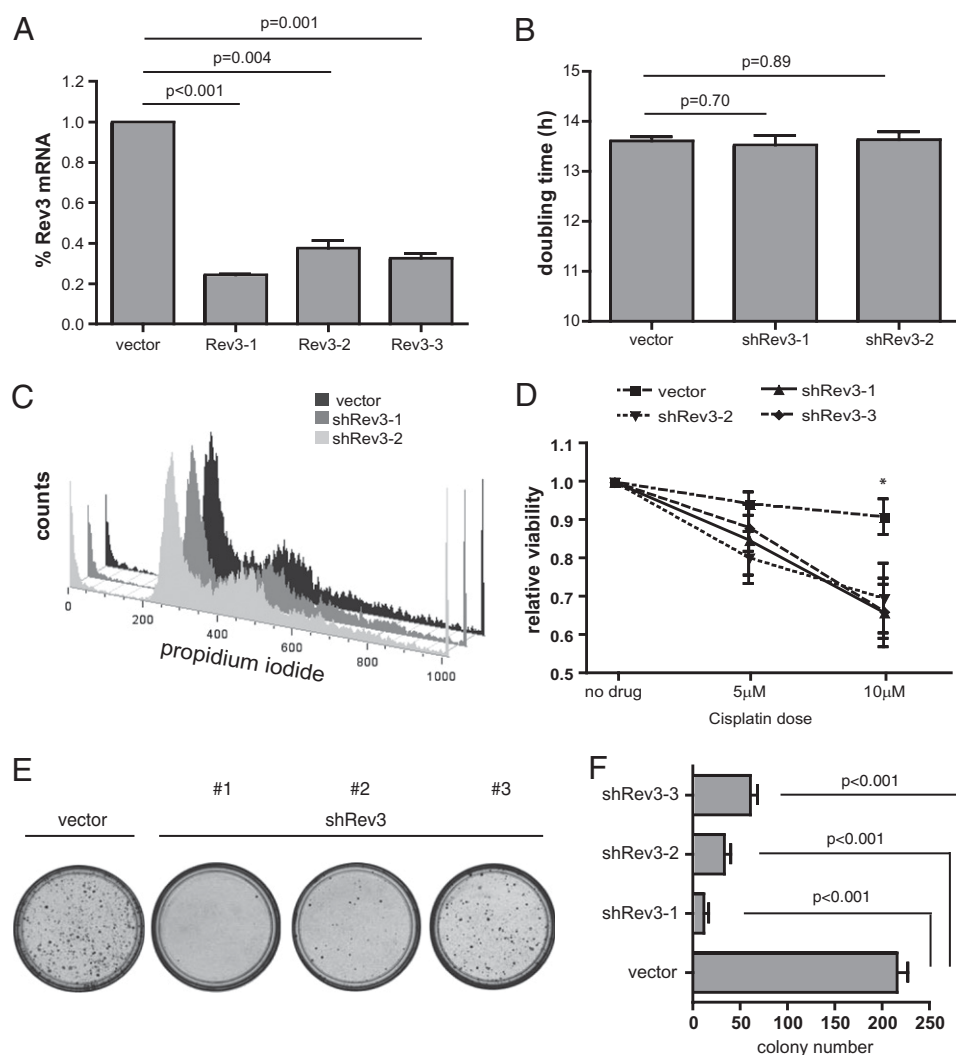 A
p=0.001
p=0.004
p<0.001
% Rev3 mRNA
1.2
1.0
0.8
0.6
0.4
0.2
0.0
vector Rev3-1 Rev3-2 Rev3-3
B
p=0.89
p=0.70
doubling time (h)
15
14
13
12
11
10
vector shRev3-1 shRev3-2
C
vector
shRev3-1
shRev3-2
counts
0 200 400 600 800 1000
propidium iodide
D
vector shRev3-1
shRev3-2 shRev3-3
relative viability
1.1
1.0
0.9
0.8
0.7
0.6
0.5
*
no drug 5μM 10μM
Cisplatin dose
E
#1 #2 #3
vector shRev3
F
shRev3-3 p<0.001
shRev3-2 p<0.001
shRev3-1 p<0.001
vector
0 50 100 150 200 250
colony number